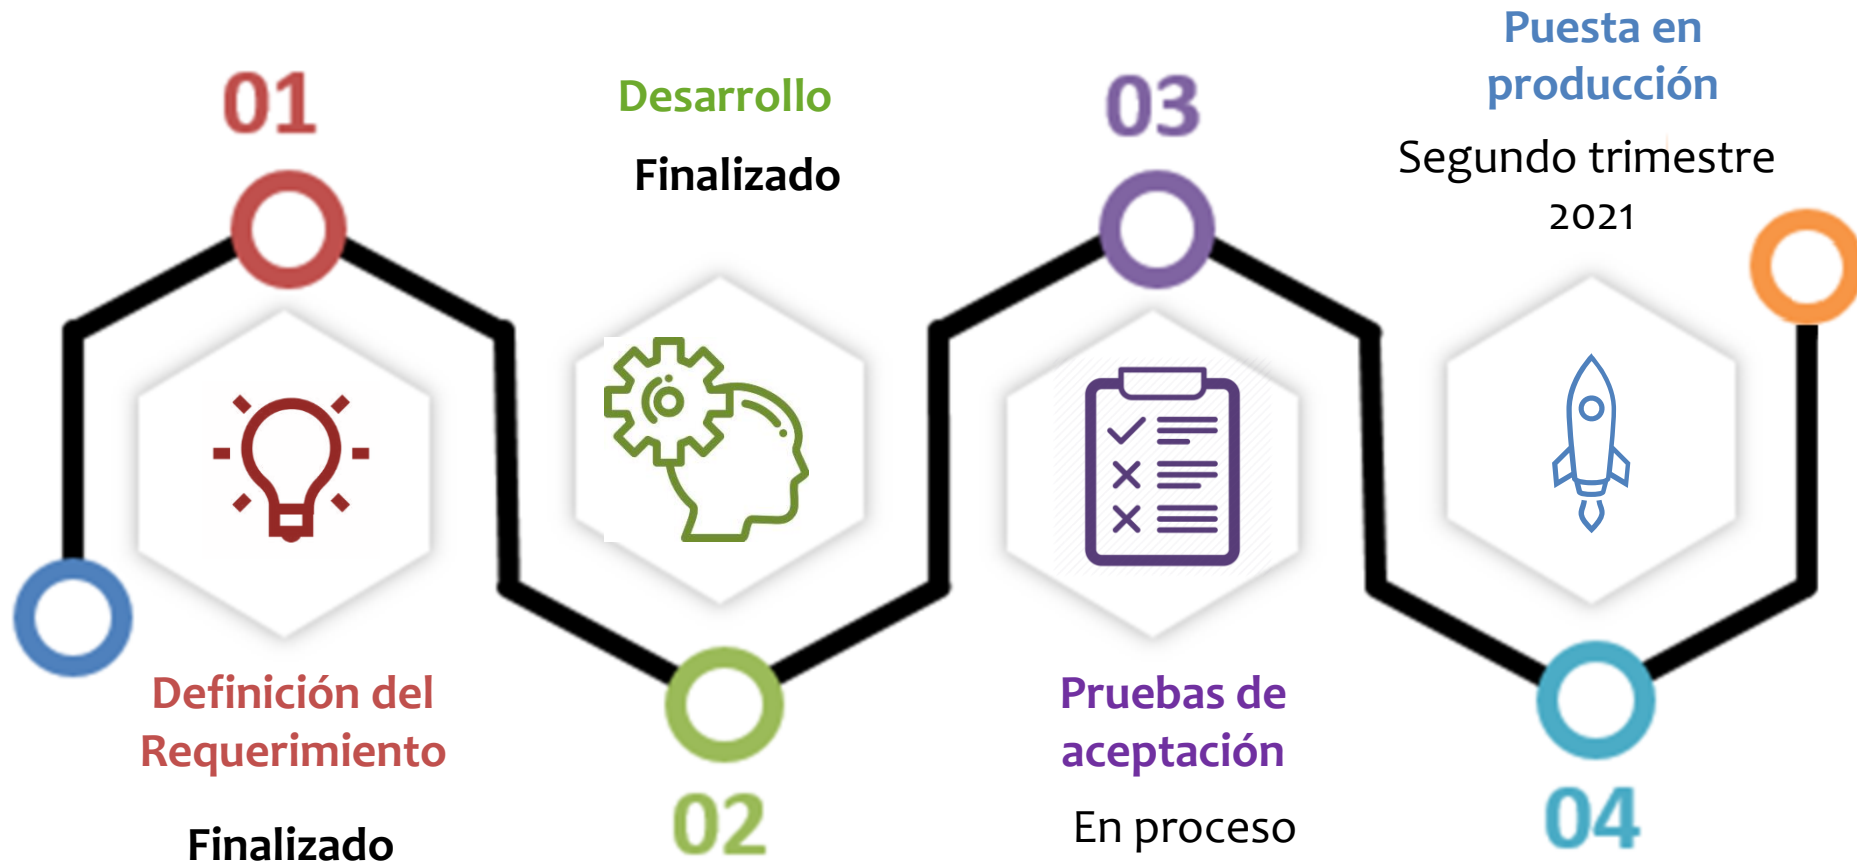 01
Definición del
Requerimiento
Finalizado
Desarrollo
Finalizado
02
03
Pruebas de
aceptación
En proceso
Puesta en
producción
Segundo trimestre
2021
04